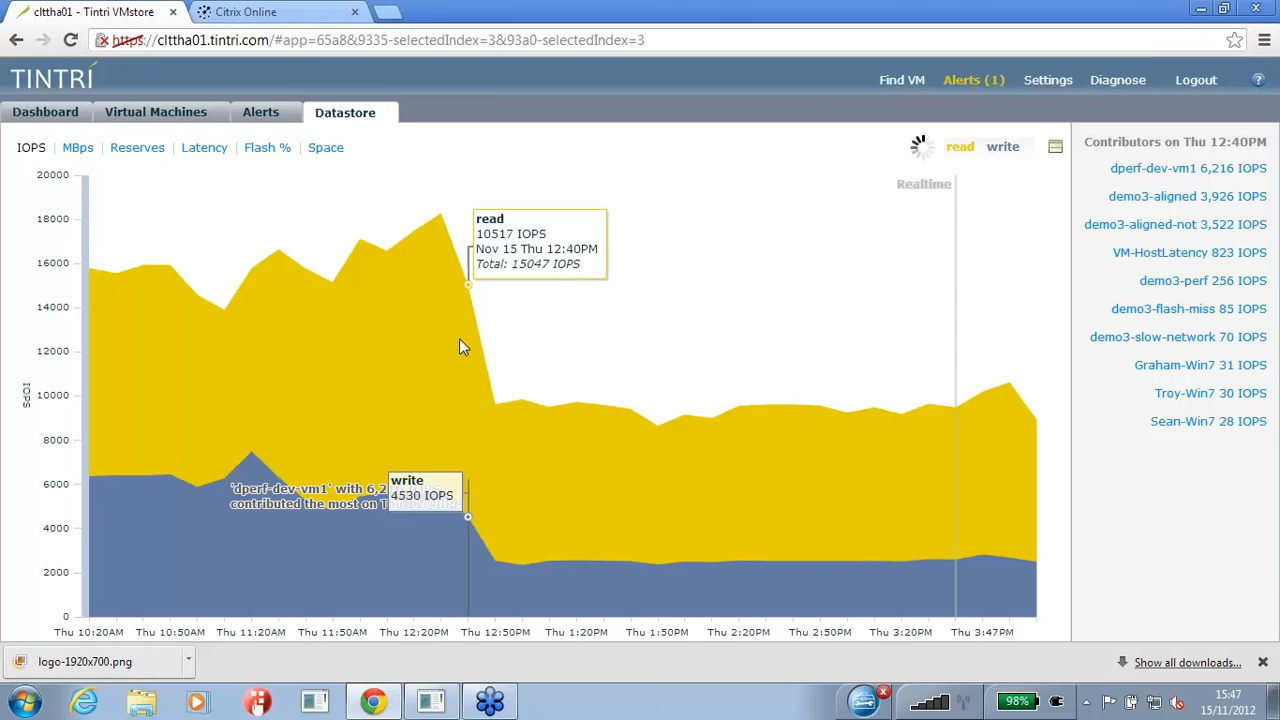 clttha01 - Tintri VMstore
Citrix Online
https://clttha01.tintri.com/#app=65a8&9335-selectedIndex=3&93a0-selectedIndex=3
TINTRI
Find VM
Alerts (1)
Settings
Diagnose
Logout
?
Dashboard
Virtual Machines
Alerts
Datastore
IOPS
MBps
Reserves
Latency
Flash %
Space
read
write
Contributors on Thu 12:40PM
dperf-dev-vm1 6,216 IOPS
demo3-aligned 3,926 IOPS
demo3-aligned-not 3,522 IOPS
VM-HostLatency 823 IOPS
demo3-perf 256 IOPS
demo3-flash-miss 85 IOPS
demo3-slow-network 70 IOPS
Graham-Win7 31 IOPS
Troy-Win7 30 IOPS
Sean-Win7 28 IOPS
Realtime
20000
18000
16000
14000
12000
10000
8000
6000
4000
2000
0
IOPS
read
10517 IOPS
Nov 15 Thu 12:40PM
Total: 15047 IOPS
write
4530 IOPS
'dperf-dev-vm1' with 6,2
contributed the most on
Thu 10:20AM
Thu 10:50AM
Thu 11:20AM
Thu 11:50AM
Thu 12:20PM
Thu 12:50PM
Thu 1:20PM
Thu 1:50PM
Thu 2:20PM
Thu 2:50PM
Thu 3:20PM
Thu 3:47PM
logo-1920x700.png
Show all downloads...
98%
15:47
15/11/2012